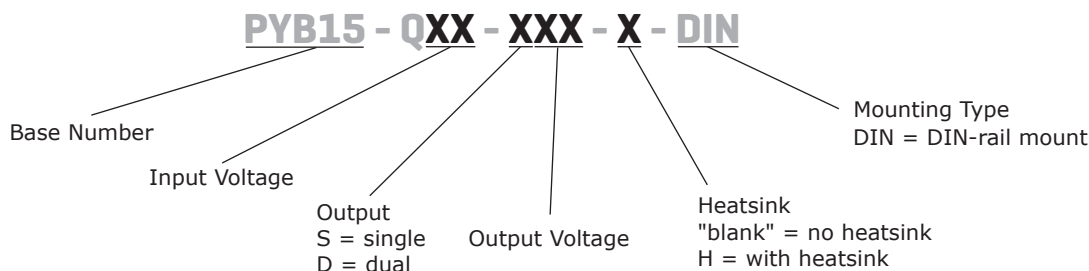 PYB15 - QXX - XXX - X - DIN
Base Number
Input Voltage
Output
S = single
D = dual
Output Voltage
Heatsink
"blank" = no heatsink
H = with heatsink
Mounting Type
DIN = DIN-rail mount